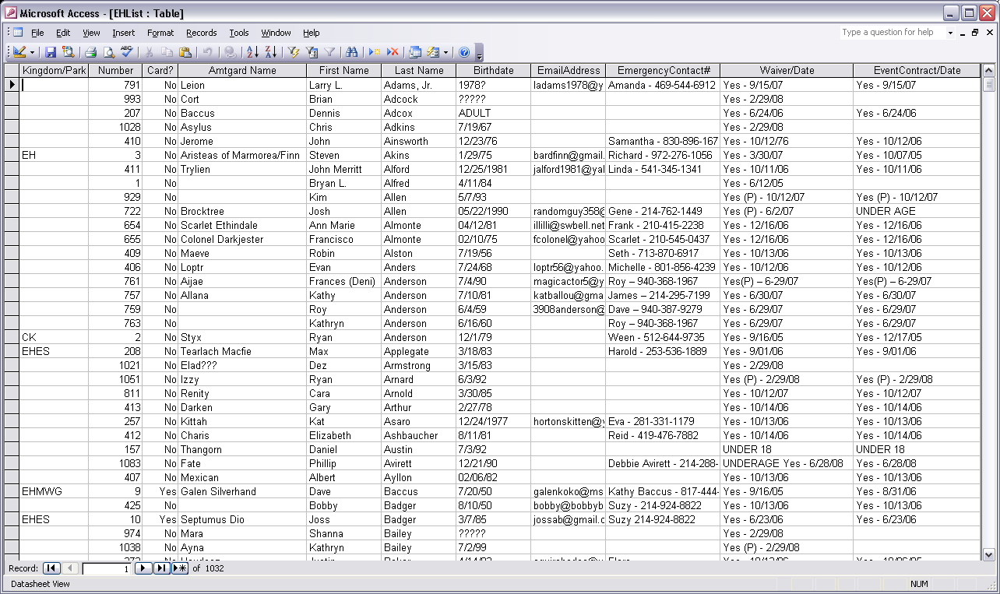 Microsoft Access - [EHList : Table]
File Edit View Insert Format Records Tools Window Help Type a question for help
Kingdom/Park Number Card? Amtgard Name First Name Last Name Birthdate EmailAddress EmergencyContact# Waiver/Date EventContract/Date
791 No Leion Larry L. Adams, Jr. 1978? ladams1978@y Amanda - 469-544-6912 Yes - 9/15/07 Yes - 9/15/07
993 No Cort Brian Adcock ????? Yes - 2/29/08
207 No Baccus Dennis Adcox ADULT Yes - 6/24/06 Yes - 6/24/06
1028 No Asylus Chris Adkins 7/19/67 Yes - 2/29/08
410 No Jerome John Ainsworth 12/23/76 Samantha - 830-896-167 Yes - 10/12/76 Yes - 10/12/06
EH 3 No Aristeas of Marmorea/Finn Steven Akins 1/29/75 bardfinn@gmail. Richard - 972-276-1056 Yes - 3/30/07 Yes - 10/07/05
411 No Trylien John Merritt Alford 12/25/1981 jalford1981@yal Linda - 541-345-1341 Yes - 10/11/06 Yes - 10/11/06
1 No Bryan L. Alfred 4/11/84 Yes - 6/12/05
929 No Kim Allen 5/7/93 Yes (P) - 10/12/07 Yes (P) - 10/12/07
722 No Brocktree Josh Allen 05/22/1990 randomguy358@ Gene - 214-762-1449 Yes (P) - 6/2/07 UNDER AGE
654 No Scarlet Ethindale Ann Marie Almonte 04/12/81 illilli@swbell.net Frank - 210-415-2238 Yes - 12/16/06 Yes - 12/16/06
655 No Colonel Darkjester Francisco Almonte 02/10/75 fcolonel@yahoo Scarlet - 210-545-0437 Yes - 12/16/06 Yes - 12/16/06
409 No Maeve Robin Alston 7/19/56 Seth - 713-870-6917 Yes - 10/13/06 Yes - 10/13/06
406 No Loptr Evan Anders 7/24/68 loptr56@yahoo. Michelle - 801-856-4239 Yes - 10/12/06 Yes - 10/12/06
761 No Aijae Frances (Deni) Anderson 7/4/90 magicactor5@y Roy – 940-368-1967 Yes(P) – 6-29/07 Yes(P) – 6-29/07
757 No Allana Kathy Anderson 7/10/81 katballou@gma James – 214-295-7199 Yes - 6/30/07 Yes - 6/30/07
759 No Roy Anderson 6/4/59 3908anderson@ Dave – 940-387-9279 Yes - 6/29/07 Yes - 6/29/07
763 No Kathryn Anderson 6/16/60 Roy – 940-368-1967 Yes - 6/29/07 Yes - 6/29/07
CK 2 No Styx Ryan Anderson 12/1/79 Ween - 512-644-9735 Yes - 9/16/05 Yes - 12/17/05
EHES 208 No Tearlach Macfie Max Applegate 3/18/83 Harold - 253-536-1889 Yes - 9/01/06 Yes - 9/01/06
1021 No Elad??? Dez Armstrong 3/15/83 Yes - 2/29/08
1051 No Izzy Ryan Arnard 6/3/92 Yes (P) - 2/29/08 Yes (P) - 2/29/08
811 No Renity Cara Arnold 3/30/85 Yes - 10/12/07 Yes - 10/12/07
413 No Darken Gary Arthur 2/27/78 Yes - 10/14/06 Yes - 10/14/06
257 No Kittah Kat Asaro 12/24/1977 hortonskitten@y Eva - 281-331-1179 Yes - 10/13/06 Yes - 10/13/06
412 No Charis Elizabeth Ashbaucher 8/11/81 Reid - 419-476-7882 Yes - 10/14/06 Yes - 10/14/06
157 No Thangorn Daniel Austin 7/3/92 UNDER 18 UNDER 18
1083 No Fate Phillip Avirett 12/21/90 Debbie Avirett - 214-288- UNDERAGE Yes - 6/28/08 Yes - 6/28/08
407 No Mexican Albert Ayllon 02/06/82 Yes - 10/13/06 Yes - 10/13/06
EHMWG 9 Yes Galen Silverhand Dave Baccus 7/20/50 galenkoko@ms Kathy Baccus - 817-444- Yes - 9/16/05 Yes - 8/31/06
425 No Bobby Badger 8/10/50 bobby@bobbyb Suzy - 214-924-8822 Yes - 10/13/06 Yes - 10/13/06
EHES 10 Yes Septumus Dio Joss Badger 3/7/85 jossab@gmail.c Suzy 214-924-8822 Yes - 6/23/06 Yes - 6/23/06
974 No Mara Shanna Bailey ????? Yes - 2/29/08
1038 No Ayna Kathryn Bailey 7/2/99 Yes (P) - 2/29/08
Record: 1 of 1032
Datasheet View NUM